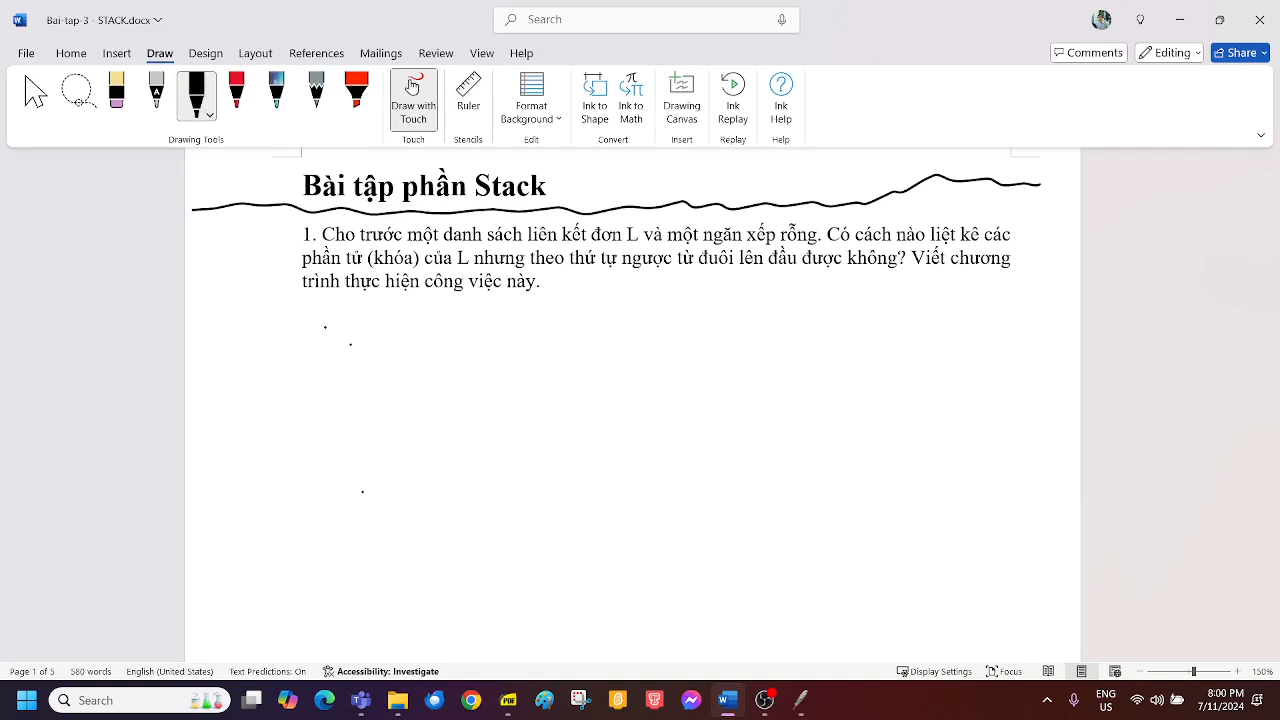 Bai-tap-3 - STACK.docx
Search
File Home Insert Draw Design Layout References Mailings Review View Help
Comments Editing Share
Draw with Touch
Ruler
Format Background
Ink to Shape
Ink to Math
Drawing Canvas
Ink Replay
Ink Help
Drawing Tools Touch Stencils Edit Convert Insert Replay Help
Bài tập phần Stack
1. Cho trước một danh sách liên kết đơn L và một ngăn xếp rỗng. Có cách nào liệt kê các
phần tử (khóa) của L nhưng theo thứ tự ngược từ đuôi lên đầu được không? Viết chương
trình thực hiện công việc này.
Page 1 of 5 580 words English (United States) Text Predictions: On Accessibility: Investigate Display Settings Focus 150%
Search PDF ENG 8:00 PM
US 7/11/2024